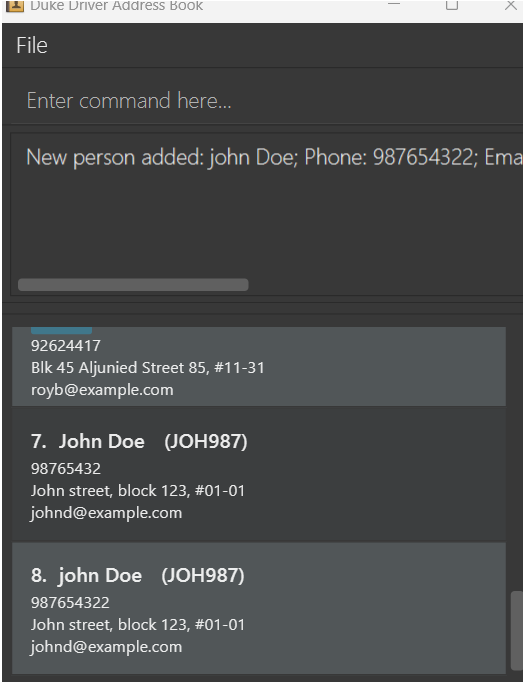 Duke Driver Address Book
File
Enter command here...
New person added: john Doe; Phone: 987654322; Ema
92624417
Blk 45 Aljunied Street 85, #11-31
royb@example.com
7. John Doe (JOH987)
98765432
John street, block 123, #01-01
johnd@example.com
8. john Doe (JOH987)
987654322
John street, block 123, #01-01
johnd@example.com